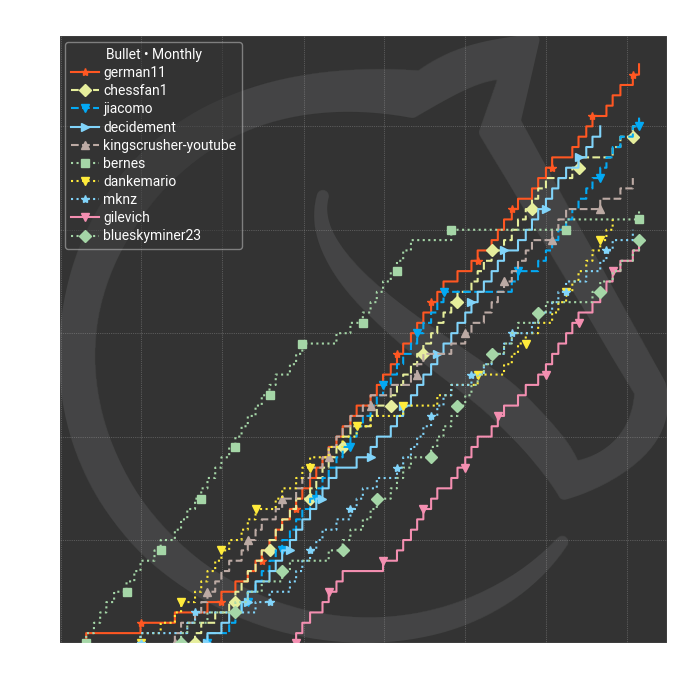 Bullet • Monthly
german11
chessfan1
jiacomo
decidement
kingscrusher-youtube
bernes
dankemario
mknz
gilevich
blueskyminer23